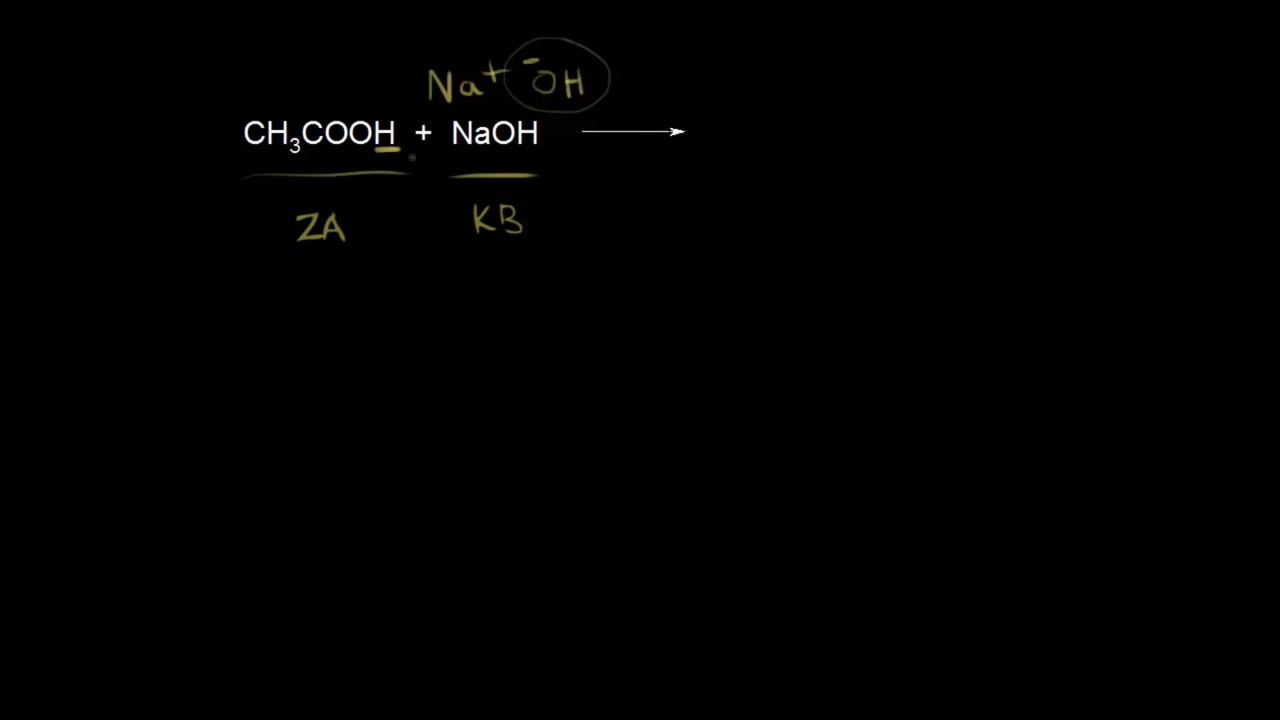 Na⁺ ⁻OH
CH₃COOH + NaOH
ZA KB